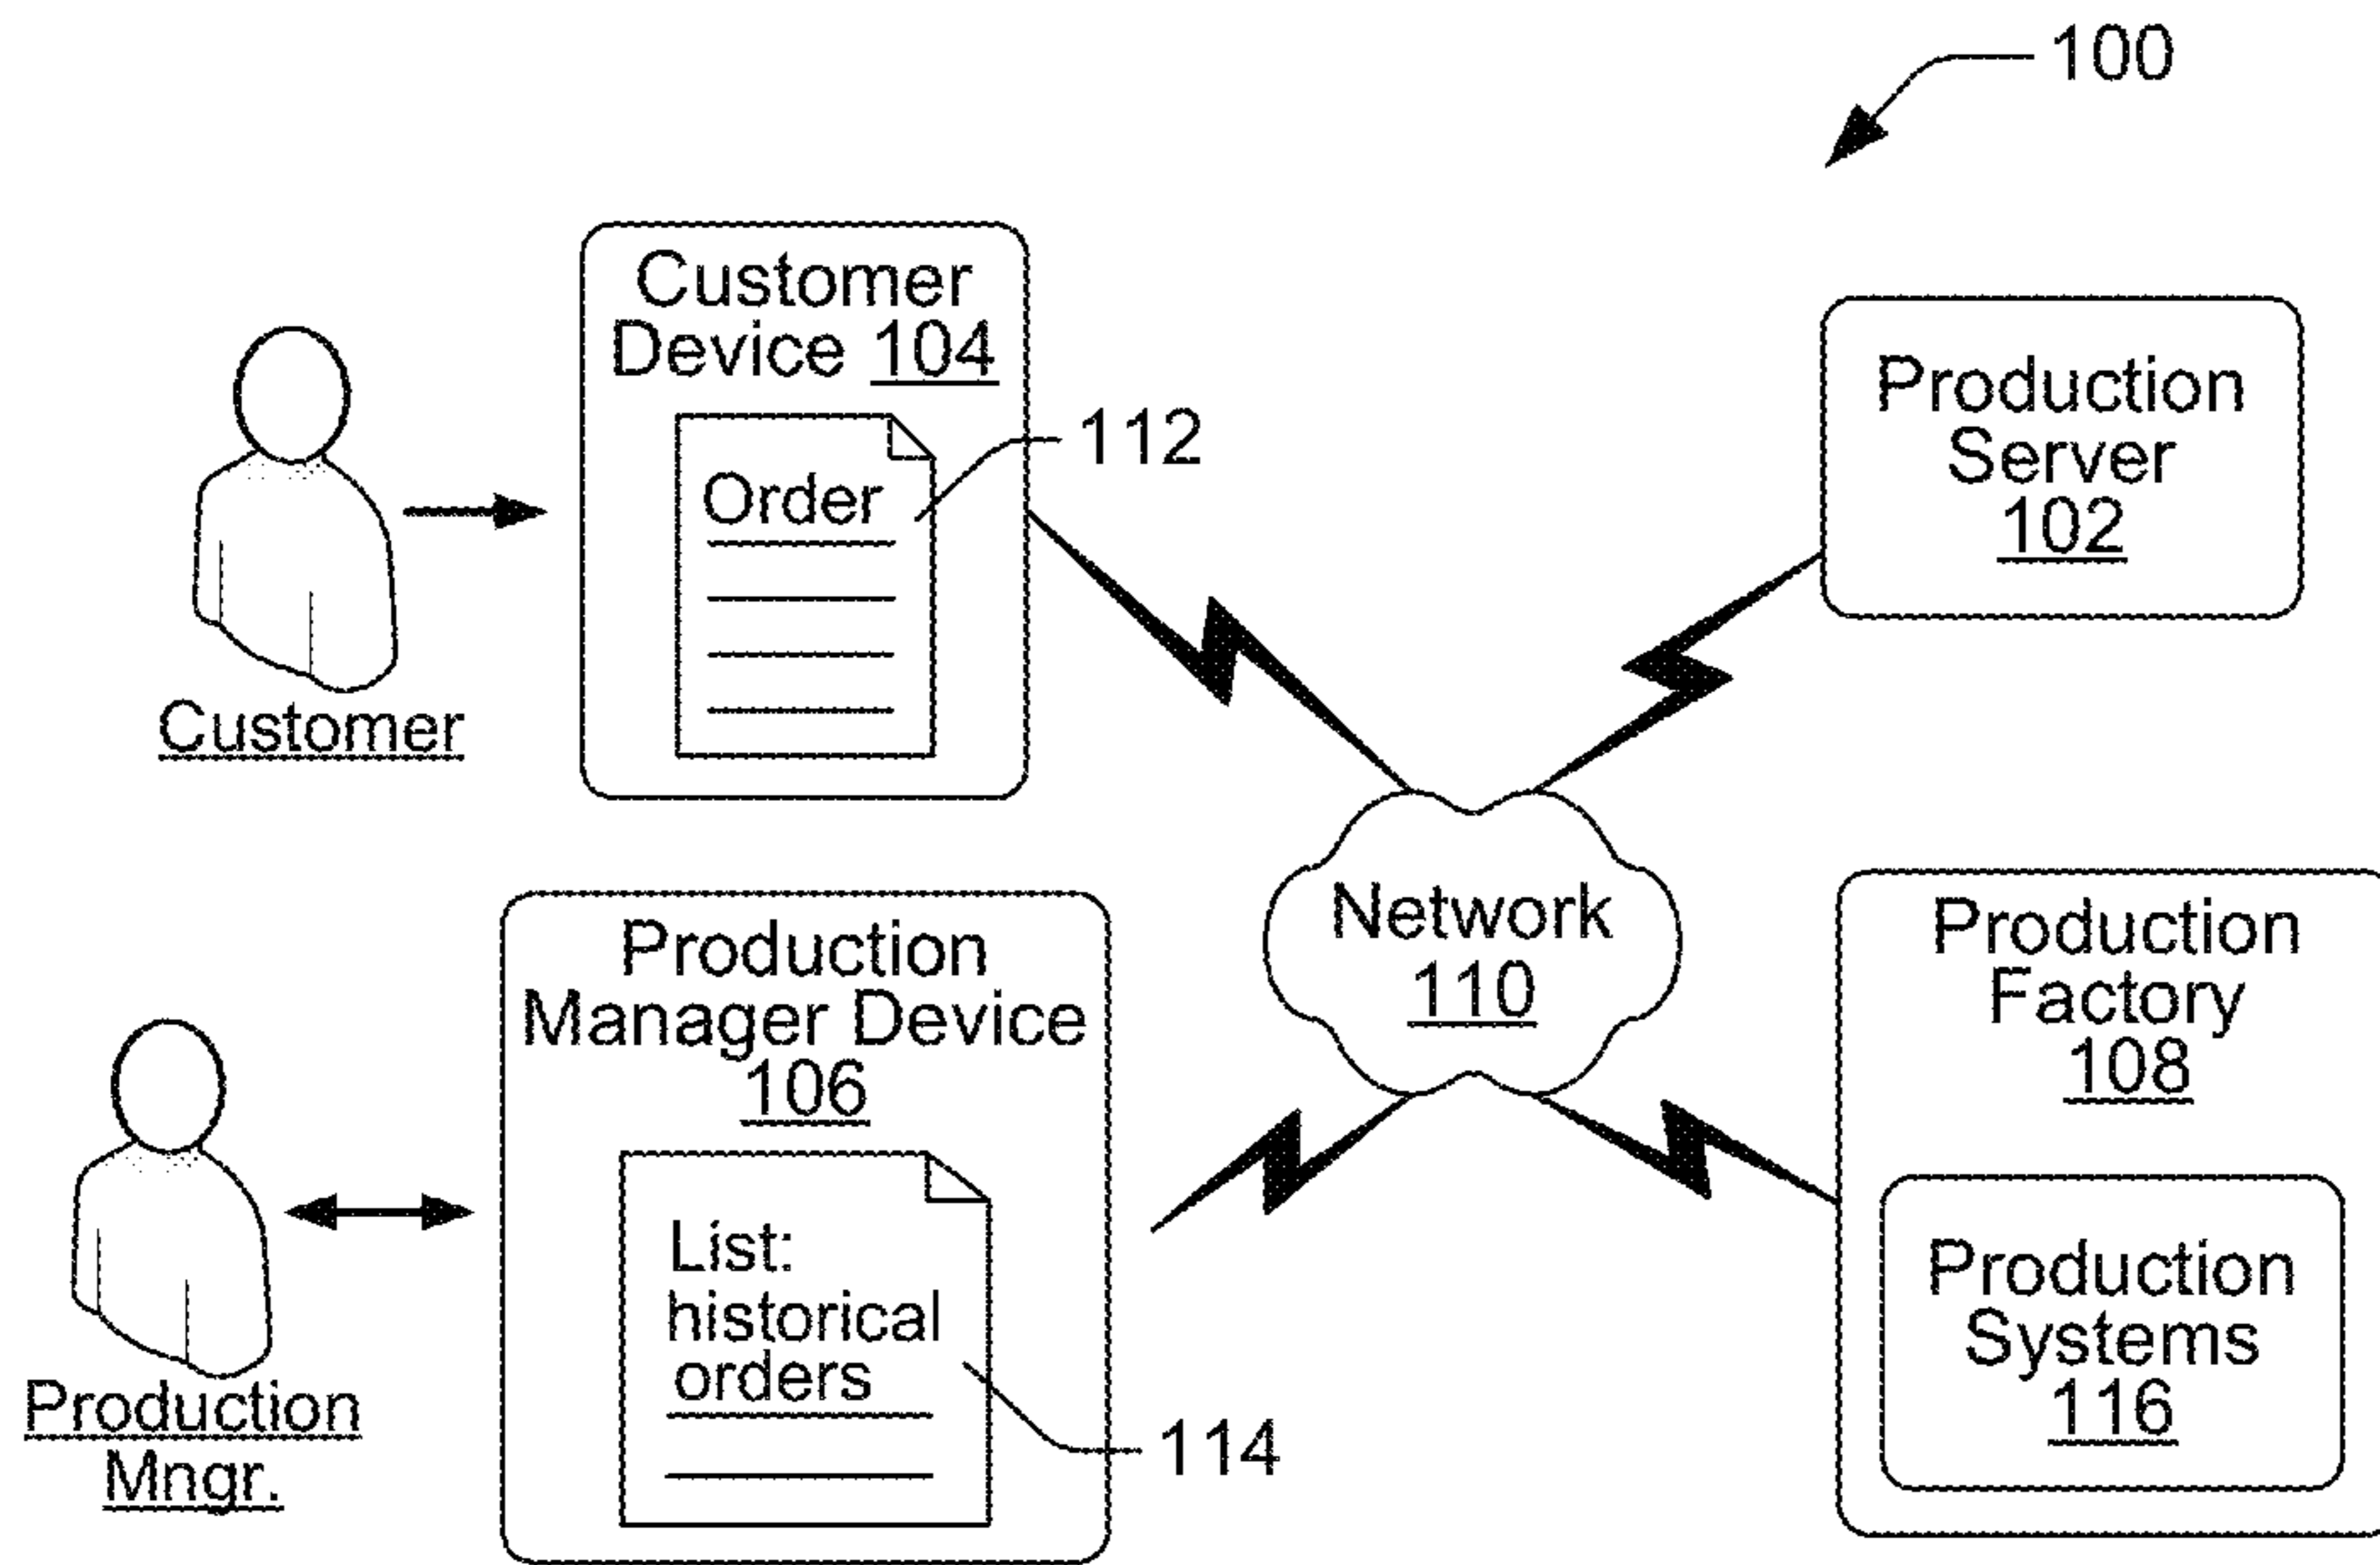 100
Customer
Device 104
112
Order
Customer
Production
Server
102
Network
110
Production
Manager Device
106
List:
historical
orders
114
Production
Mngr.
Production
Factory
108
Production
Systems
116